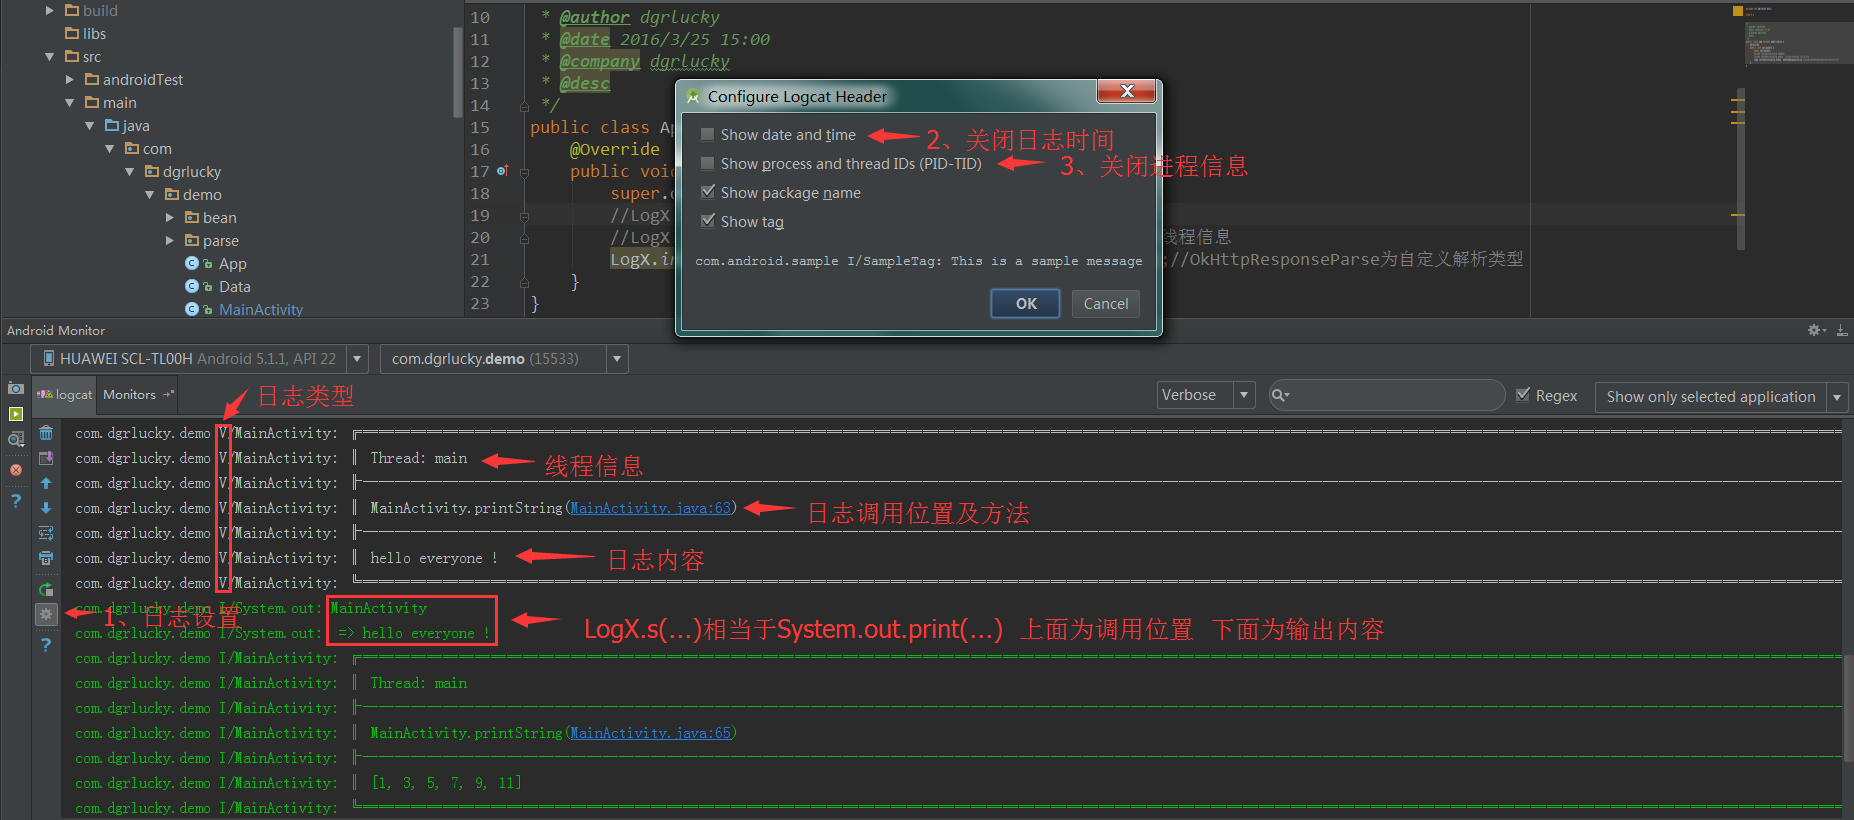 build
libs
src
androidTest
main
java
com
dgrlucky
demo
bean
parse
App
Data
MainActivity
10 * @author dgrlucky
11 * @date 2016/3/25 15:00
12 * @company dgrlucky
13 * @desc
14 */
15 public class Ap
16 @Override
17 public void
18 super.o
19 //LogX
20 //LogX 线程信息
21 LogX.in ;//OkHttpResponseParse为自定义解析类型
22 }
23 }
Configure Logcat Header
Show date and time
2、关闭日志时间
Show process and thread IDs (PID-TID)
3、关闭进程信息
Show package name
Show tag
com.android.sample I/SampleTag: This is a sample message
OK Cancel
Android Monitor
HUAWEI SCL-TL00H Android 5.1.1, API 22 com.dgrlucky.demo (15533)
logcat Monitors
日志类型
Verbose Regex Show only selected application
com.dgrlucky.demo V/MainActivity: ╔════
com.dgrlucky.demo V/MainActivity: ║ Thread: main
线程信息
com.dgrlucky.demo V/MainActivity: ╟────
com.dgrlucky.demo V/MainActivity: ║ MainActivity.printString(MainActivity.java:63)
日志调用位置及方法
com.dgrlucky.demo V/MainActivity: ╟────
com.dgrlucky.demo V/MainActivity: ║ hello everyone !
日志内容
com.dgrlucky.demo V/MainActivity: ╚════
com.dgrlucky.demo I/System.out: MainActivity
1、日志设置
com.dgrlucky.demo I/System.out: => hello everyone !
LogX.s(...)相当于System.out.print(...) 上面为调用位置 下面为输出内容
com.dgrlucky.demo I/MainActivity: ╔════
com.dgrlucky.demo I/MainActivity: ║ Thread: main
com.dgrlucky.demo I/MainActivity: ╟────
com.dgrlucky.demo I/MainActivity: ║ MainActivity.printString(MainActivity.java:65)
com.dgrlucky.demo I/MainActivity: ╟────
com.dgrlucky.demo I/MainActivity: ║ [1, 3, 5, 7, 9, 11]
com.dgrlucky.demo I/MainActivity: ╚════